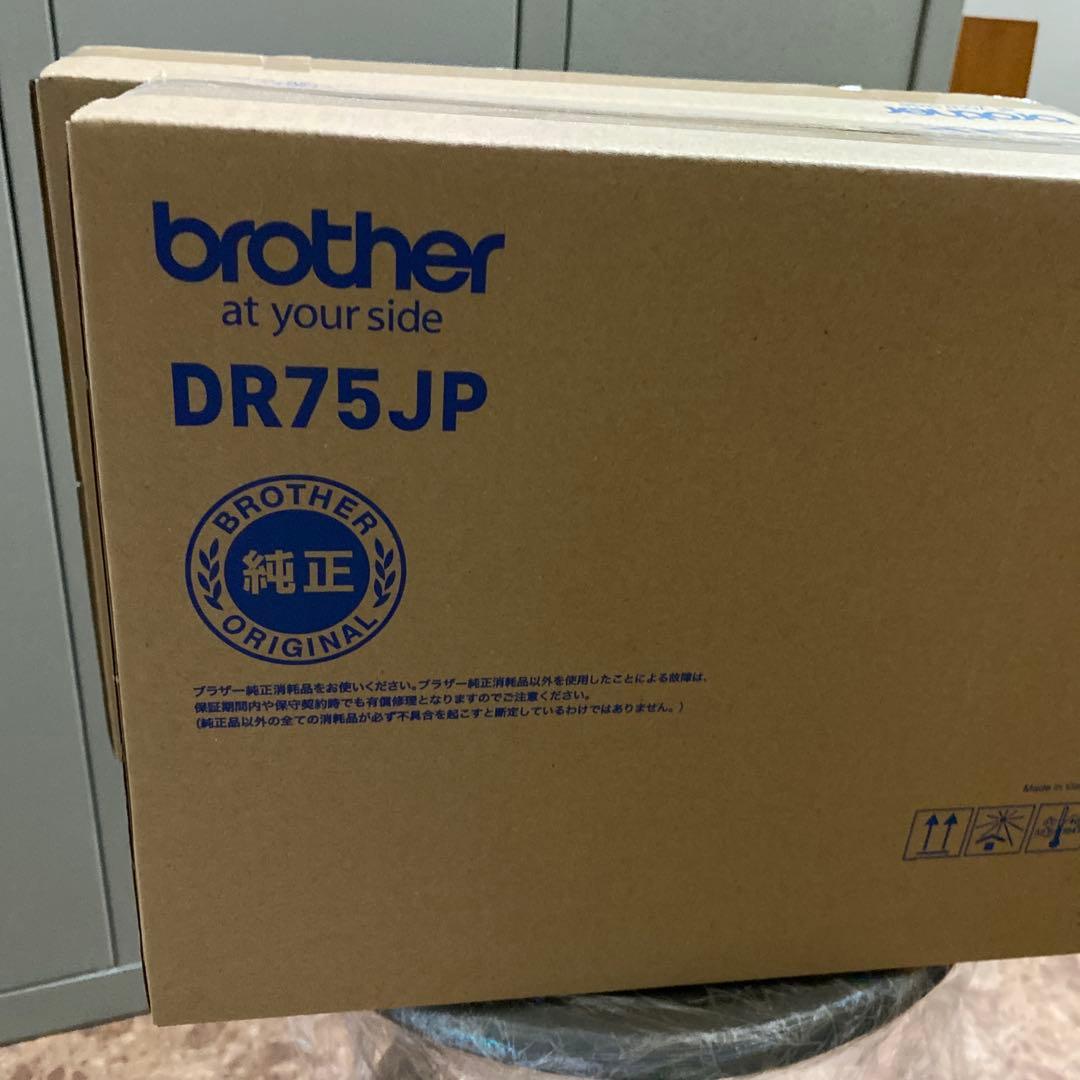 brother
brother
at your side
DR75JP
BROTHER
純正
ORIGINAL
ブラザー純正消耗品をお使いください。ブラザー純正消耗品以外を使用したことによる故障は、
保証期間内や保守契約時でも有償修理となりますのでご注意ください。
(純正品以外の全ての消耗品が必ず不具合を起こすと断定しているわけではありません。)
Made in